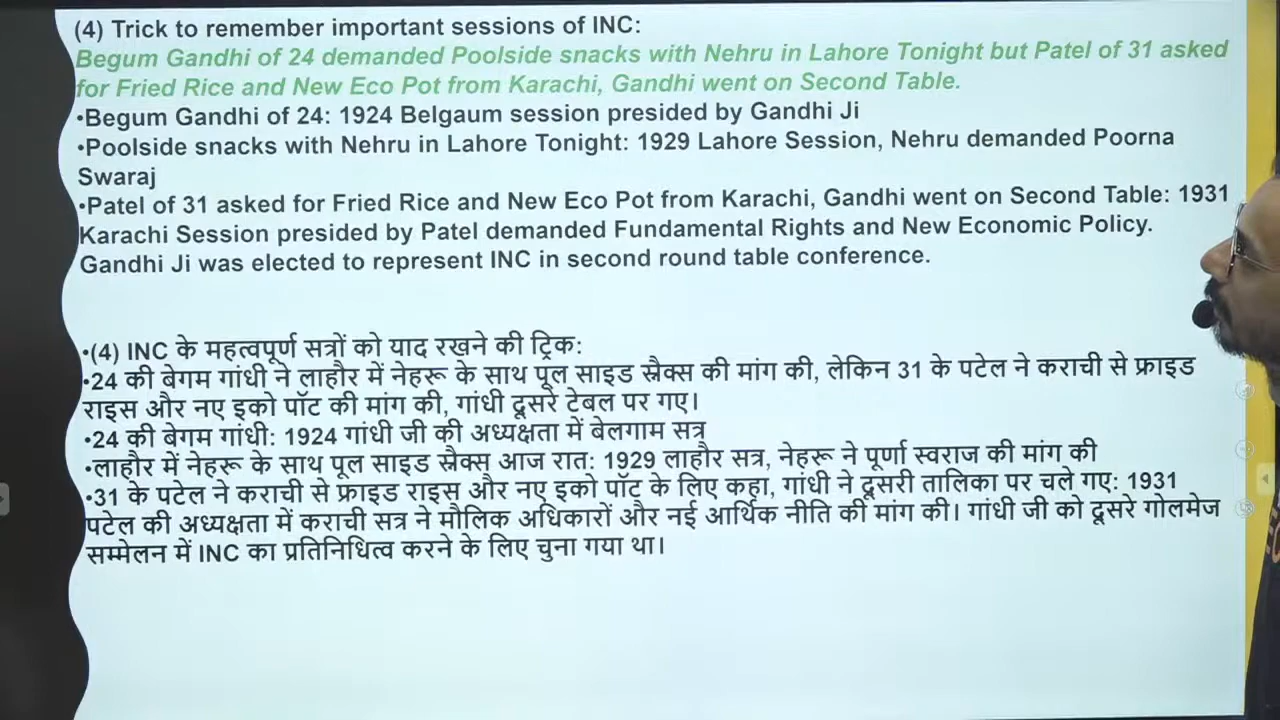 (4) Trick to remember important sessions of INC:
Begum Gandhi of 24 demanded Poolside snacks with Nehru in Lahore Tonight but Patel of 31 asked
for Fried Rice and New Eco Pot from Karachi, Gandhi went on Second Table.
•Begum Gandhi of 24: 1924 Belgaum session presided by Gandhi Ji
•Poolside snacks with Nehru in Lahore Tonight: 1929 Lahore Session, Nehru demanded Poorna
Swaraj
•Patel of 31 asked for Fried Rice and New Eco Pot from Karachi, Gandhi went on Second Table: 1931
Karachi Session presided by Patel demanded Fundamental Rights and New Economic Policy.
Gandhi Ji was elected to represent INC in second round table conference.
•(4) INC के महत्वपूर्ण सत्रों को याद रखने की ट्रिक:
•24 की बेगम गांधी ने लाहौर में नेहरू के साथ पूल साइड स्नैक्स की मांग की, लेकिन 31 के पटेल ने कराची से फ्राइड
राइस और नए इको पॉट की मांग की, गांधी दूसरे टेबल पर गए।
•24 की बेगम गांधी: 1924 गांधी जी की अध्यक्षता में बेलगाम सत्र
•लाहौर में नेहरू के साथ पूल साइड स्नैक्स आज रात: 1929 लाहौर सत्र, नेहरू ने पूर्णा स्वराज की मांग की
•31 के पटेल ने कराची से फ्राइड राइस और नए इको पॉट के लिए कहा, गांधी ने दूसरी तालिका पर चले गए: 1931
पटेल की अध्यक्षता में कराची सत्र ने मौलिक अधिकारों और नई आर्थिक नीति की मांग की। गांधी जी को दूसरे गोलमेज
सम्मेलन में INC का प्रतिनिधित्व करने के लिए चुना गया था।